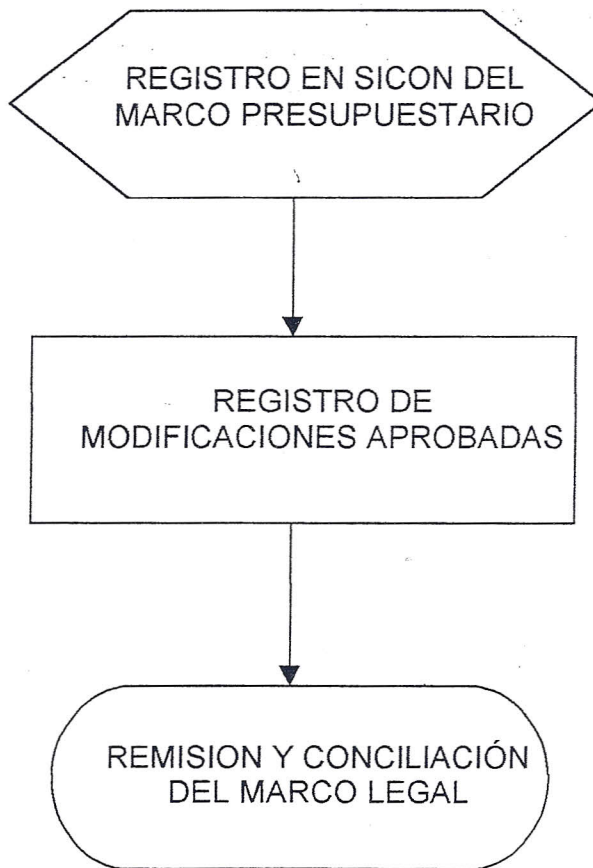 REGISTRO EN SICON DEL
MARCO PRESUPUESTARIO
REGISTRO DE
MODIFICACIONES APROBADAS
REMISION Y CONCILIACIÓN
DEL MARCO LEGAL